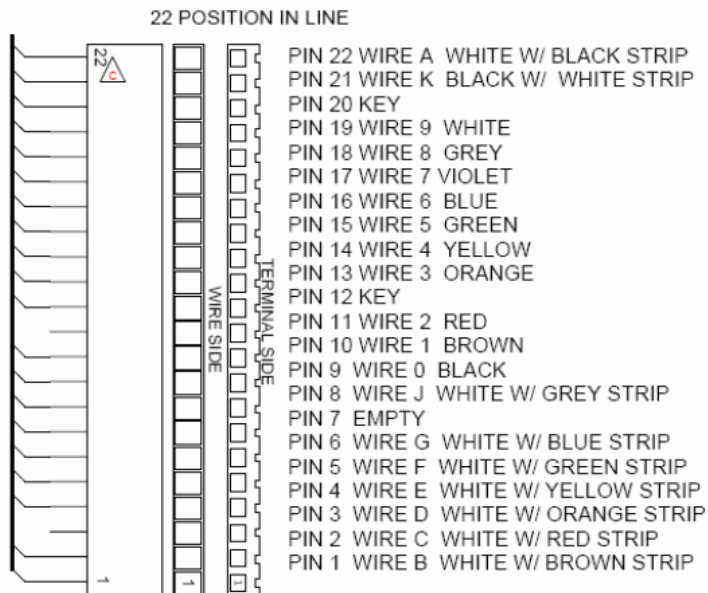 22 POSITION IN LINE
22
C
PIN 22 WIRE A WHITE W/ BLACK STRIP
PIN 21 WIRE K BLACK W/ WHITE STRIP
PIN 20 KEY
PIN 19 WIRE 9 WHITE
PIN 18 WIRE 8 GREY
PIN 17 WIRE 7 VIOLET
PIN 16 WIRE 6 BLUE
PIN 15 WIRE 5 GREEN
PIN 14 WIRE 4 YELLOW
PIN 13 WIRE 3 ORANGE
PIN 12 KEY
PIN 11 WIRE 2 RED
PIN 10 WIRE 1 BROWN
PIN 9 WIRE 0 BLACK
PIN 8 WIRE J WHITE W/ GREY STRIP
PIN 7 EMPTY
PIN 6 WIRE G WHITE W/ BLUE STRIP
PIN 5 WIRE F WHITE W/ GREEN STRIP
PIN 4 WIRE E WHITE W/ YELLOW STRIP
PIN 3 WIRE D WHITE W/ ORANGE STRIP
PIN 2 WIRE C WHITE W/ RED STRIP
PIN 1 WIRE B WHITE W/ BROWN STRIP
WIRE SIDE
TERMINAL SIDE
1
1
1